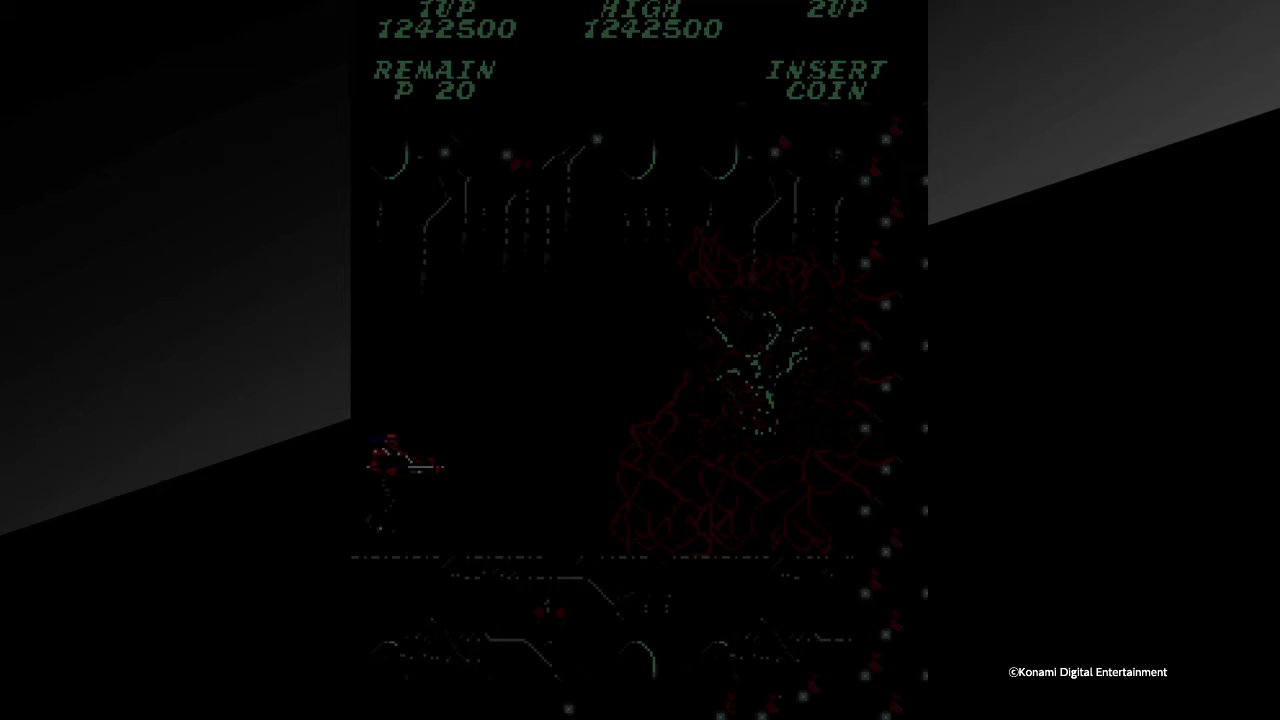 1UP HIGH 2UP
1242500 1242500
REMAIN INSERT
P 20 COIN
©Konami Digital Entertainment